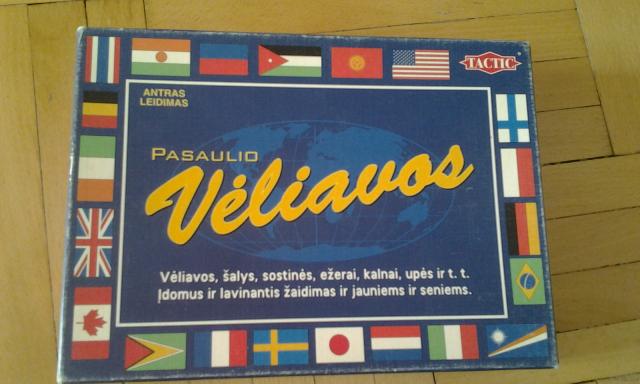 TACTIC
ANTRAS
LEIDIMAS
PASAULIO
Vėliavos
Vėliavos, šalys, sostinės, ežerai, kalnai, upės ir t. t.
Įdomus ir lavinantis žaidimas ir jauniems ir seniems.